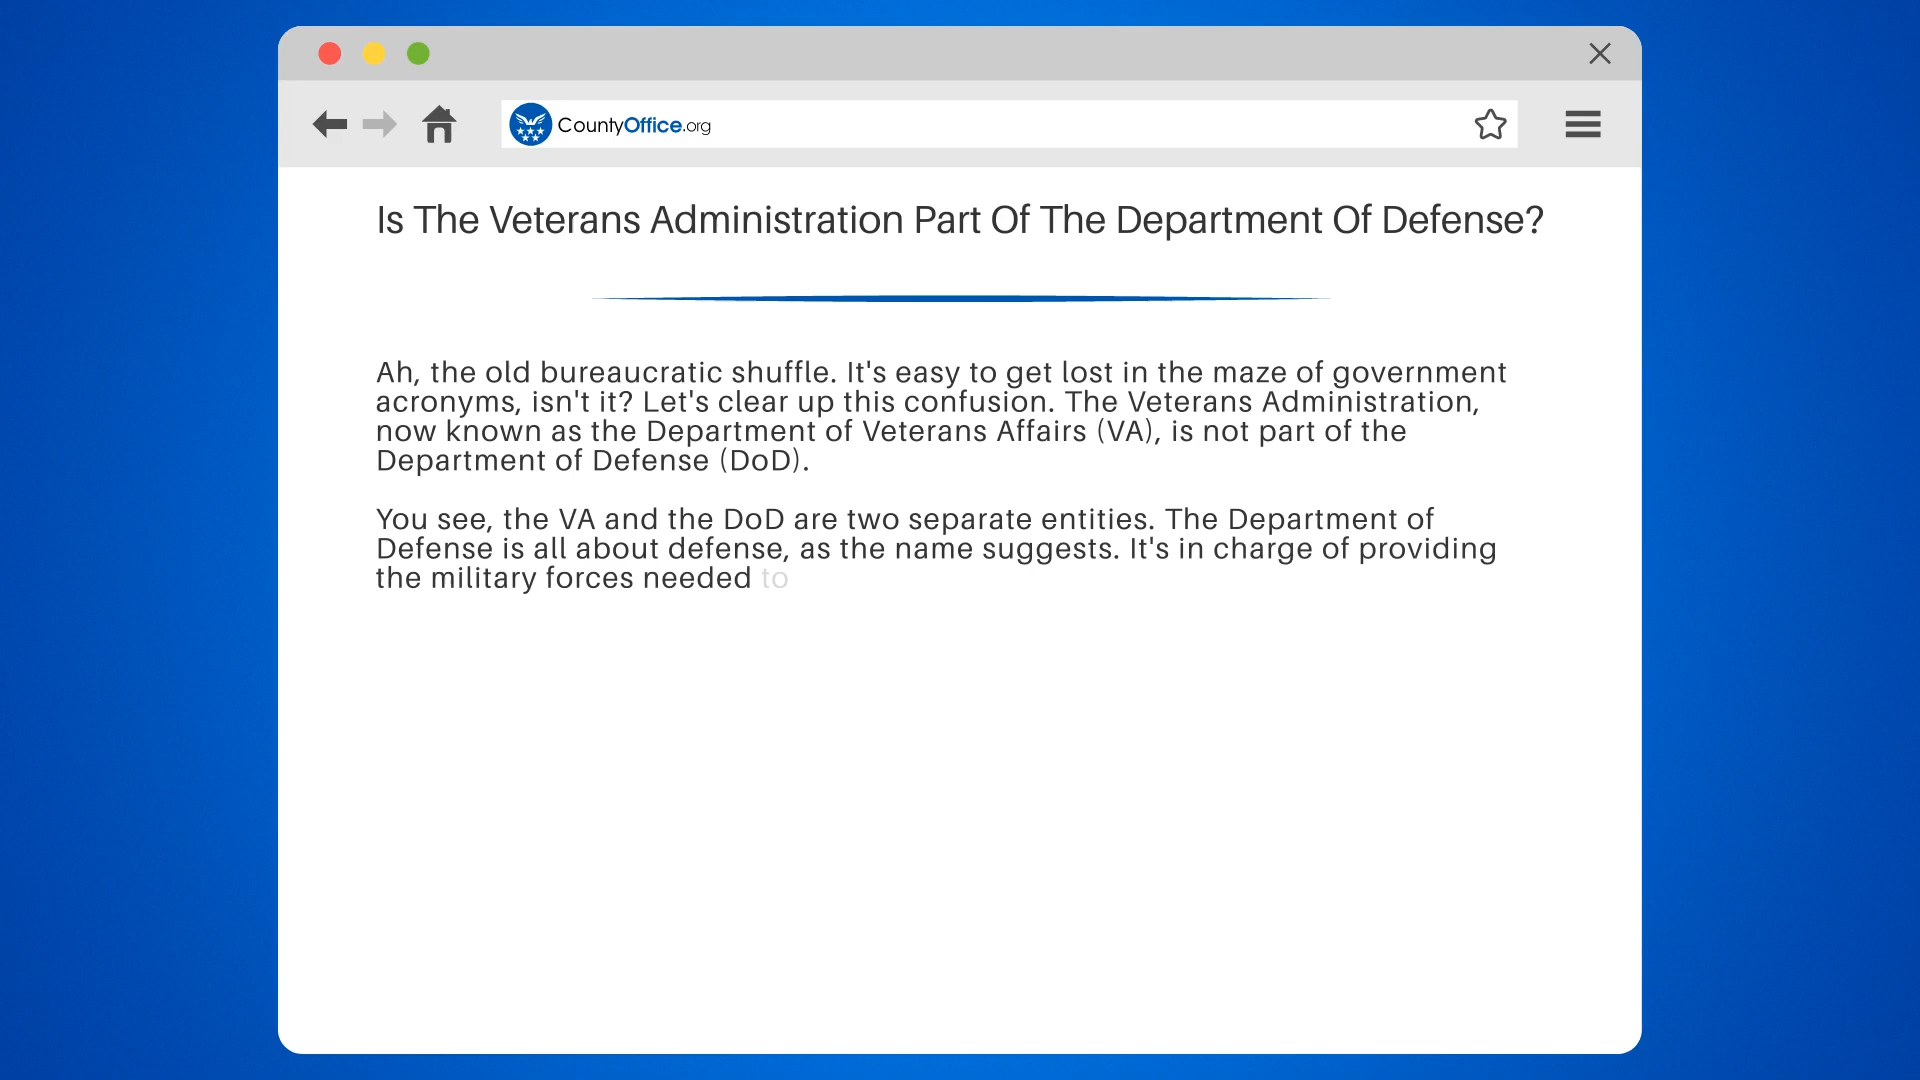 CountyOffice.org
Is The Veterans Administration Part Of The Department Of Defense?
Ah, the old bureaucratic shuffle. It's easy to get lost in the maze of government
acronyms, isn't it? Let's clear up this confusion. The Veterans Administration,
now known as the Department of Veterans Affairs (VA), is not part of the
Department of Defense (DoD).
You see, the VA and the DoD are two separate entities. The Department of
Defense is all about defense, as the name suggests. It's in charge of providing
the military forces needed to